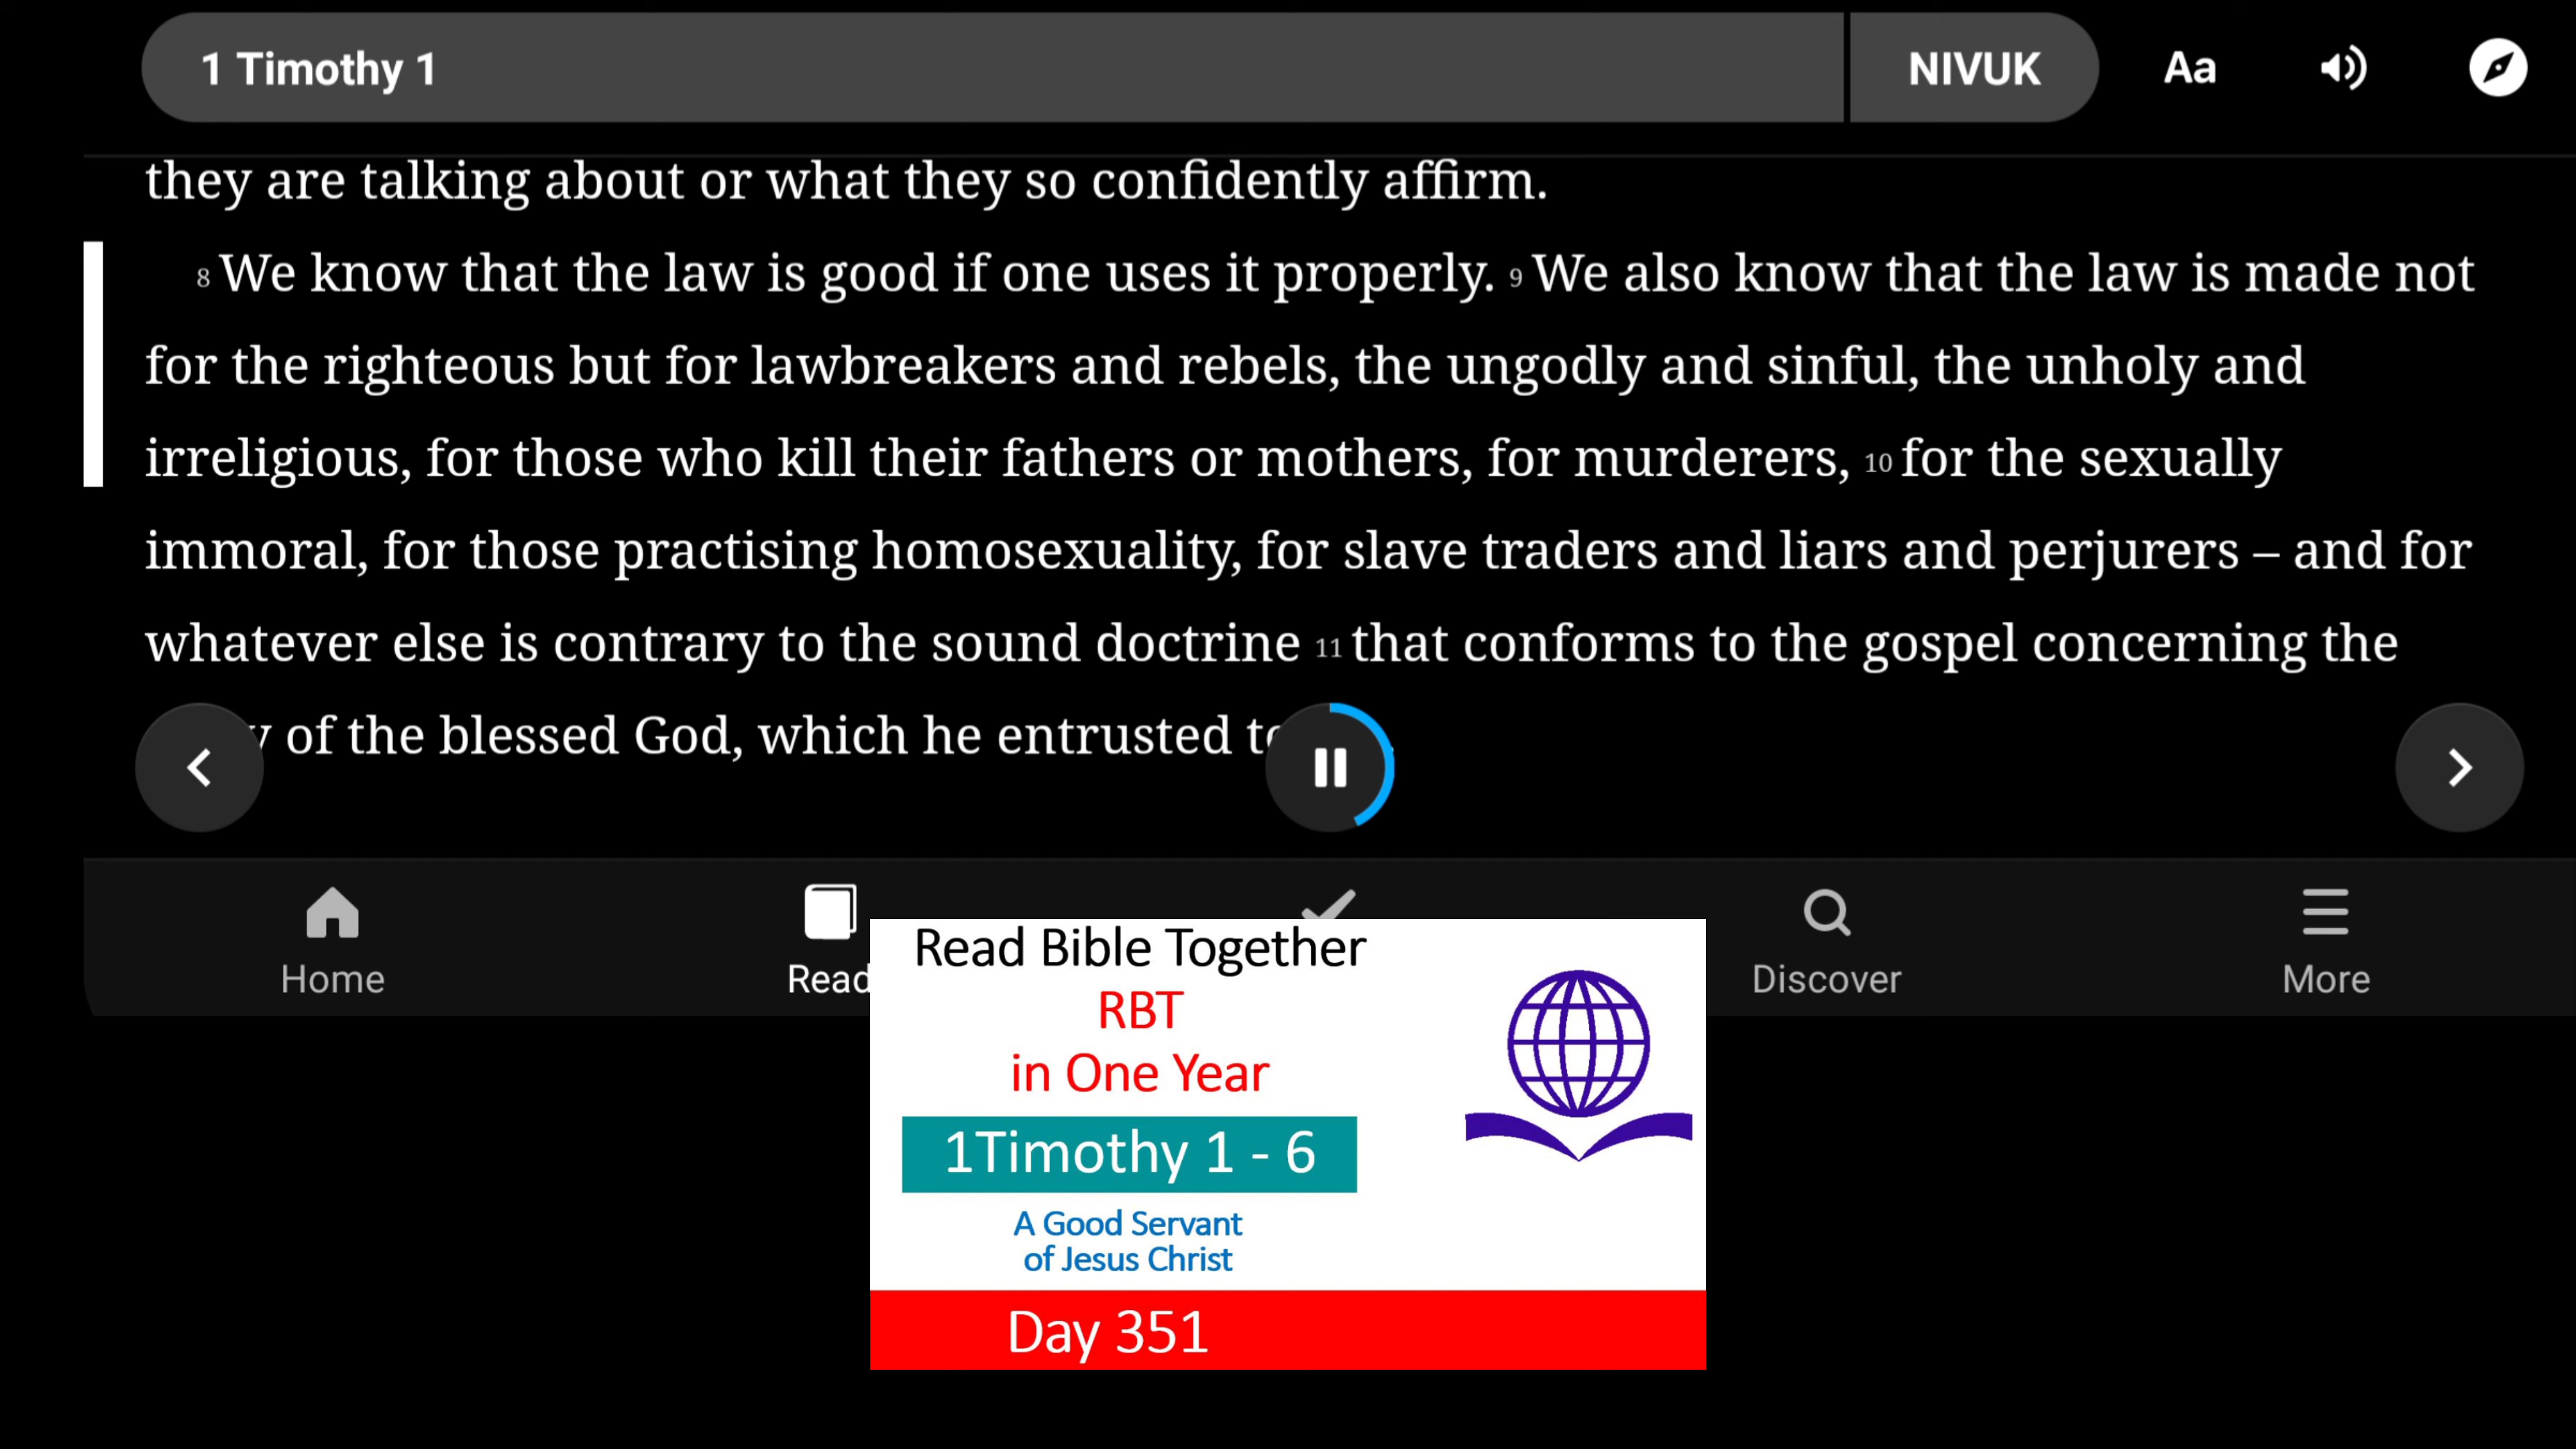 1 Timothy 1 NIVUK Aa
they are talking about or what they so confidently affirm.
8 We know that the law is good if one uses it properly. 9 We also know that the law is made not
for the righteous but for lawbreakers and rebels, the ungodly and sinful, the unholy and
irreligious, for those who kill their fathers or mothers, for murderers, 10 for the sexually
immoral, for those practising homosexuality, for slave traders and liars and perjurers – and for
whatever else is contrary to the sound doctrine 11 that conforms to the gospel concerning the
of the blessed God, which he entrusted
Home Read Discover More
Read Bible Together
RBT
in One Year
1Timothy 1 - 6
A Good Servant
of Jesus Christ
Day 351